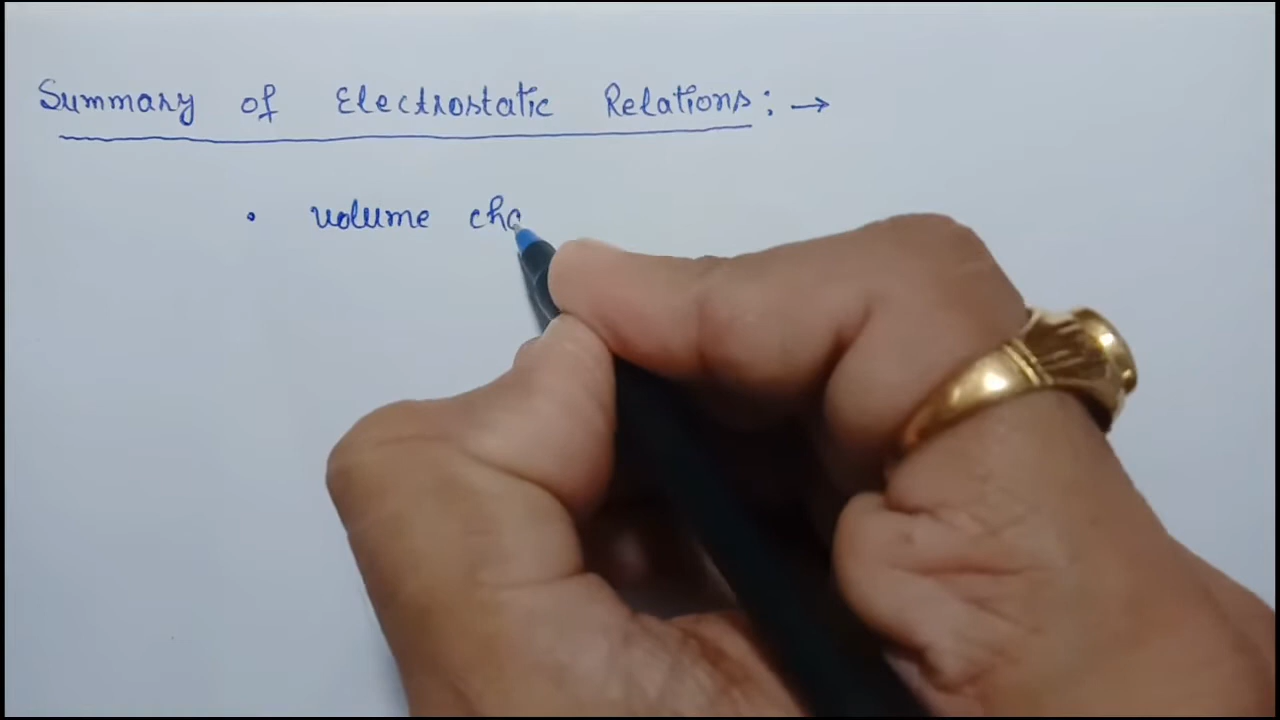 Summary of Electrostatic Relations : →
• volume cha